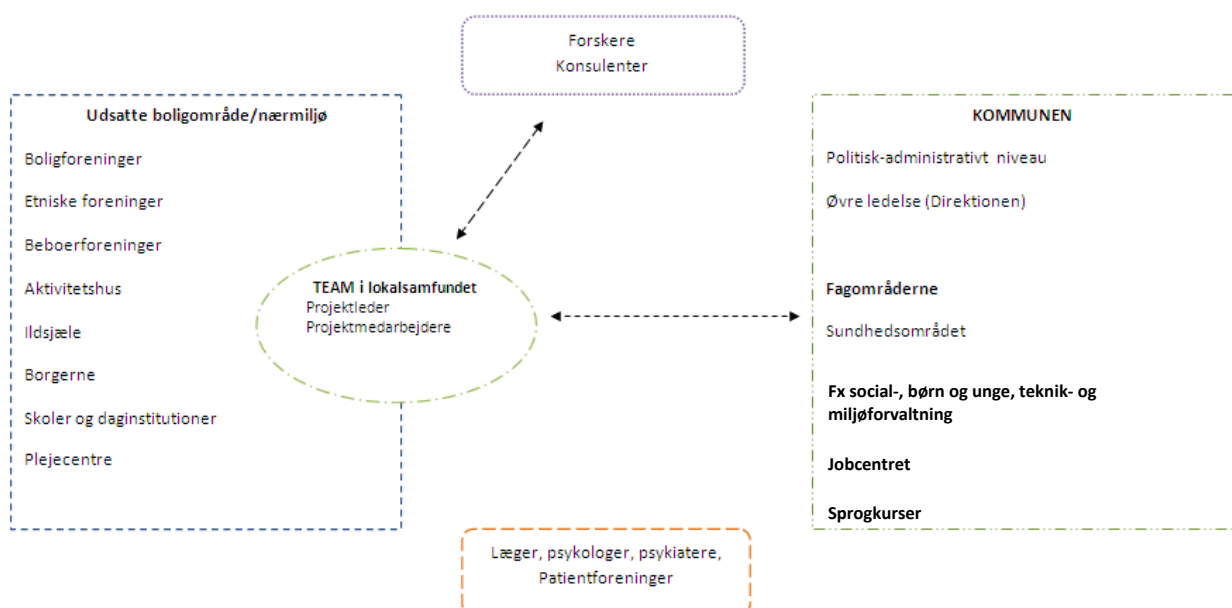 Forskere
Konsulenter
Udsatte boligområde/nærmiljø
Boligforeninger
Etniske foreninger
Beboerforeninger
Aktivitetshus
Ildsjæle
Borgerne
Skoler og daginstitutioner
Plejecentre
TEAM i lokalsamfundet
Projektleder
Projektmedarbejdere
KOMMUNEN
Politisk-administrativt niveau
Øvre ledelse (Direktionen)
Fagområderne
Sundhedsområdet
Fx social-, børn og unge, teknik- og
miljøforvaltning
Jobcentret
Sprogkurser
Læger, psykologer, psykiatere,
Patientforeninger